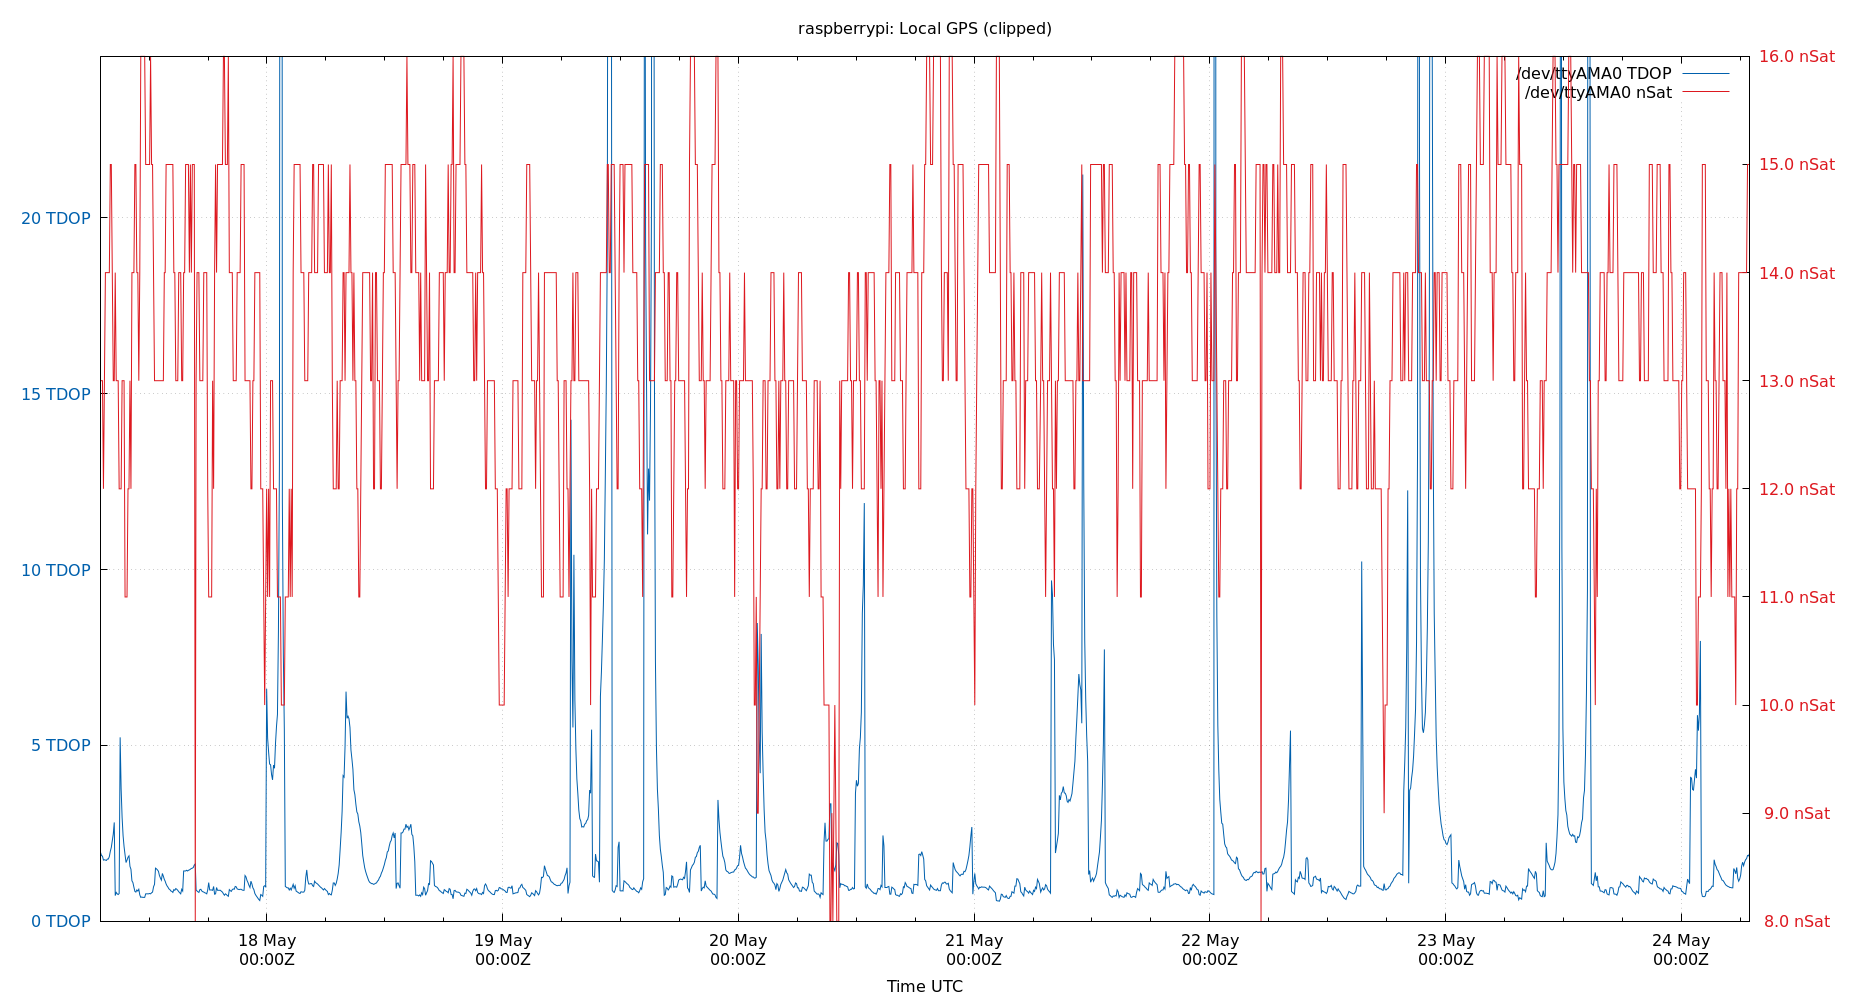 raspberrypi: Local GPS (clipped)
16.0 nSat
/dev/ttyAMA0 TDOP
/dev/ttyAMA0 nSat
15.0 nSat
20 TDOP
14.0 nSat
15 TDOP
13.0 nSat
12.0 nSat
10 TDOP
11.0 nSat
10.0 nSat
5 TDOP
9.0 nSat
0 TDOP
8.0 nSat
18 May 19 May 20 May 21 May 22 May 23 May 24 May
00:00Z 00:00Z 00:00Z 00:00Z 00:00Z 00:00Z 00:00Z
Time UTC